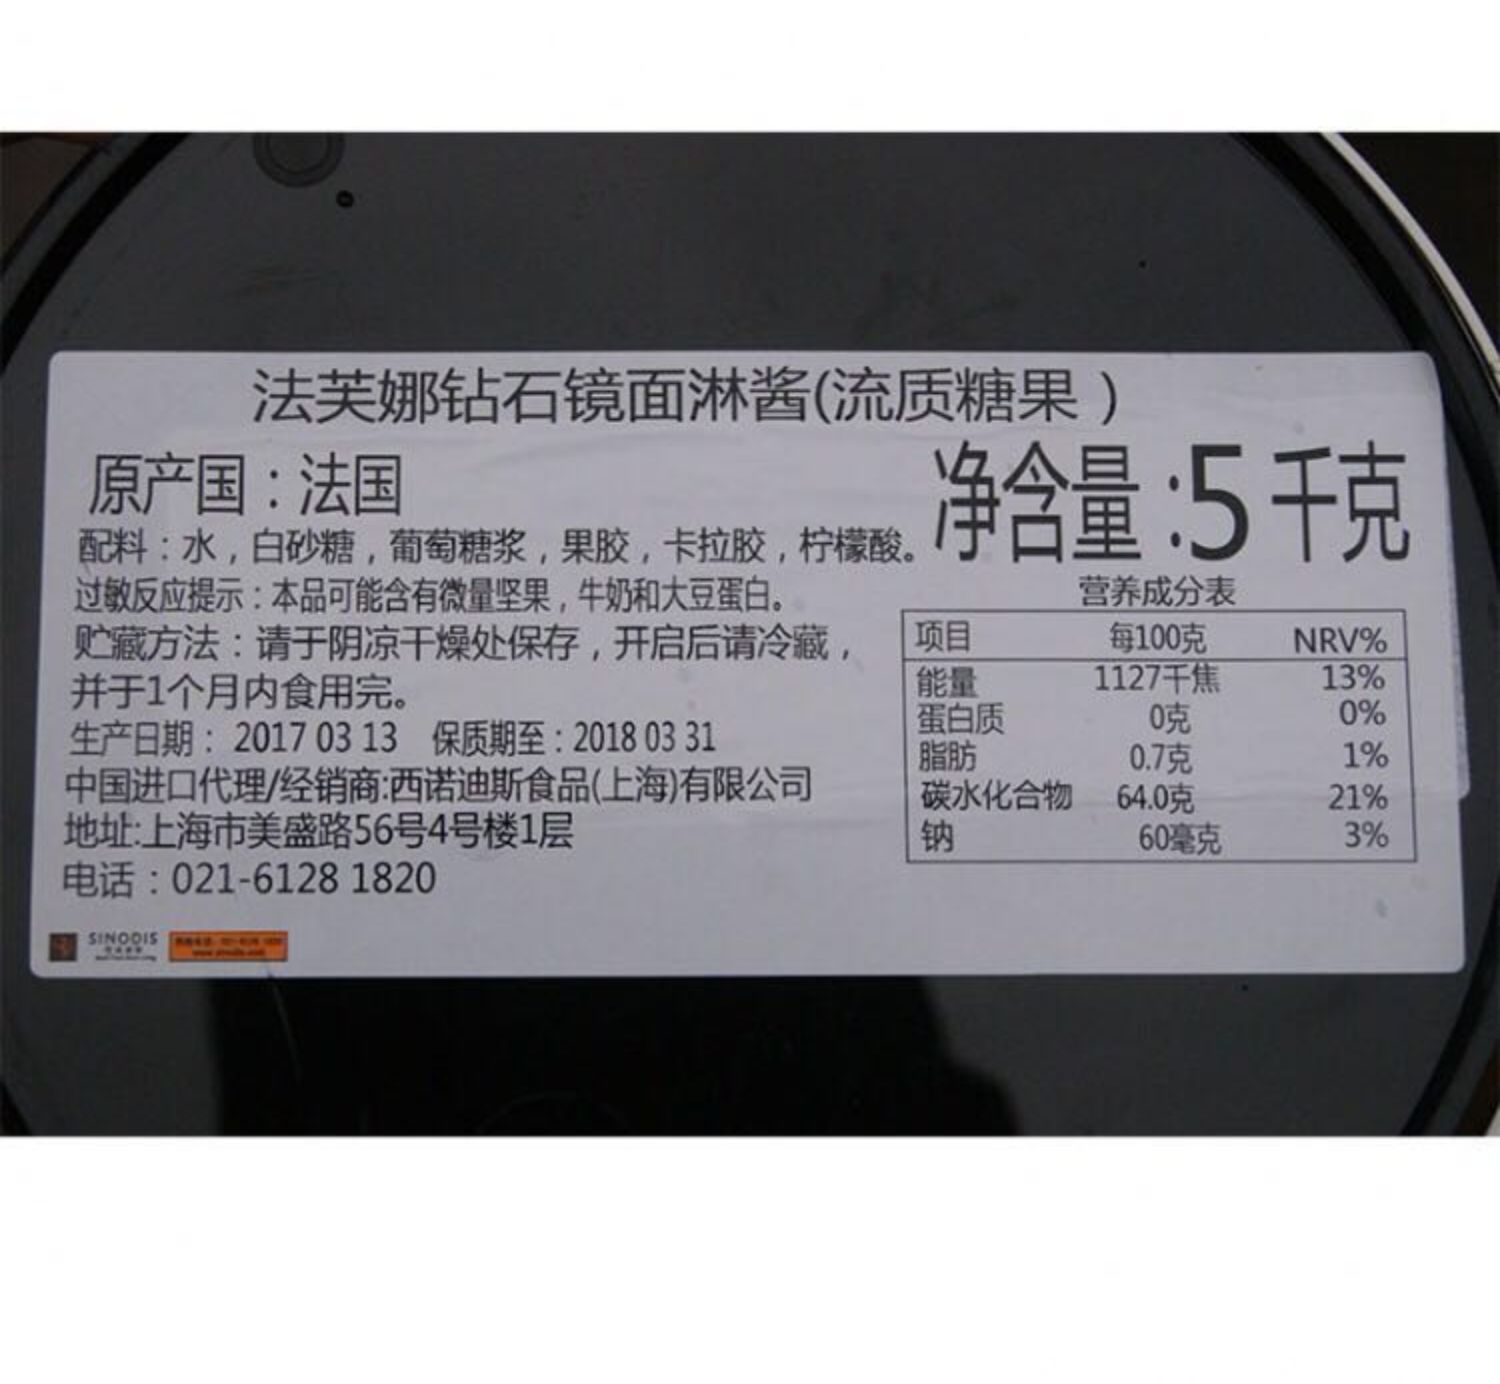 法芙娜钻石镜面淋酱(流质糖果)
原产国:法国
净含量:5千克
配料:水,白砂糖,葡萄糖浆,果胶,卡拉胶,柠檬酸。
过敏反应提示:本品可能含有微量坚果,牛奶和大豆蛋白。
贮藏方法:请于阴凉干燥处保存,开启后请冷藏,
并于1个月内食用完。
生产日期: 2017 03 13 保质期至:2018 03 31
中国进口代理/经销商:西诺迪斯食品(上海)有限公司
地址:上海市美盛路56号4号楼1层
电话:021-6128 1820
营养成分表
项目 每100克 NRV%
能量 1127千焦 13%
蛋白质 0克 0%
脂肪 0.7克 1%
碳水化合物 64.0克 21%
钠 60毫克 3%
SINODIS